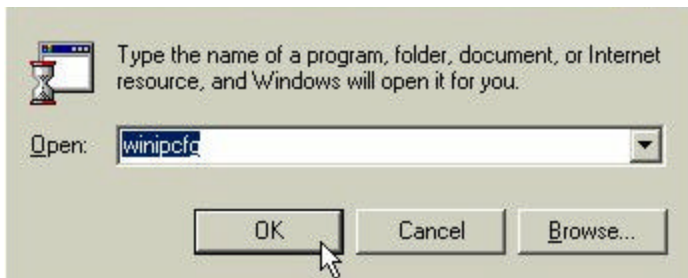 Type the name of a program, folder, document, or Internet
resource, and Windows will open it for you.
Open: winipcfg
OK Cancel Browse...